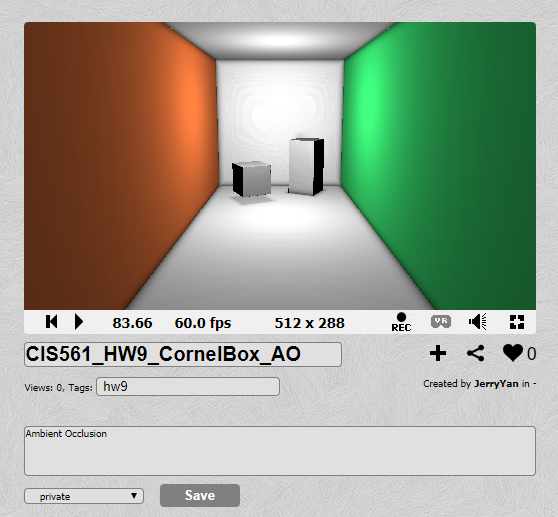 83.66 60.0 fps 512 x 288 REC VR
CIS561_HW9_CornelBox_AO 0
Views: 0, Tags: hw9 Created by JerryYan in -
Ambient Occlusion
private Save